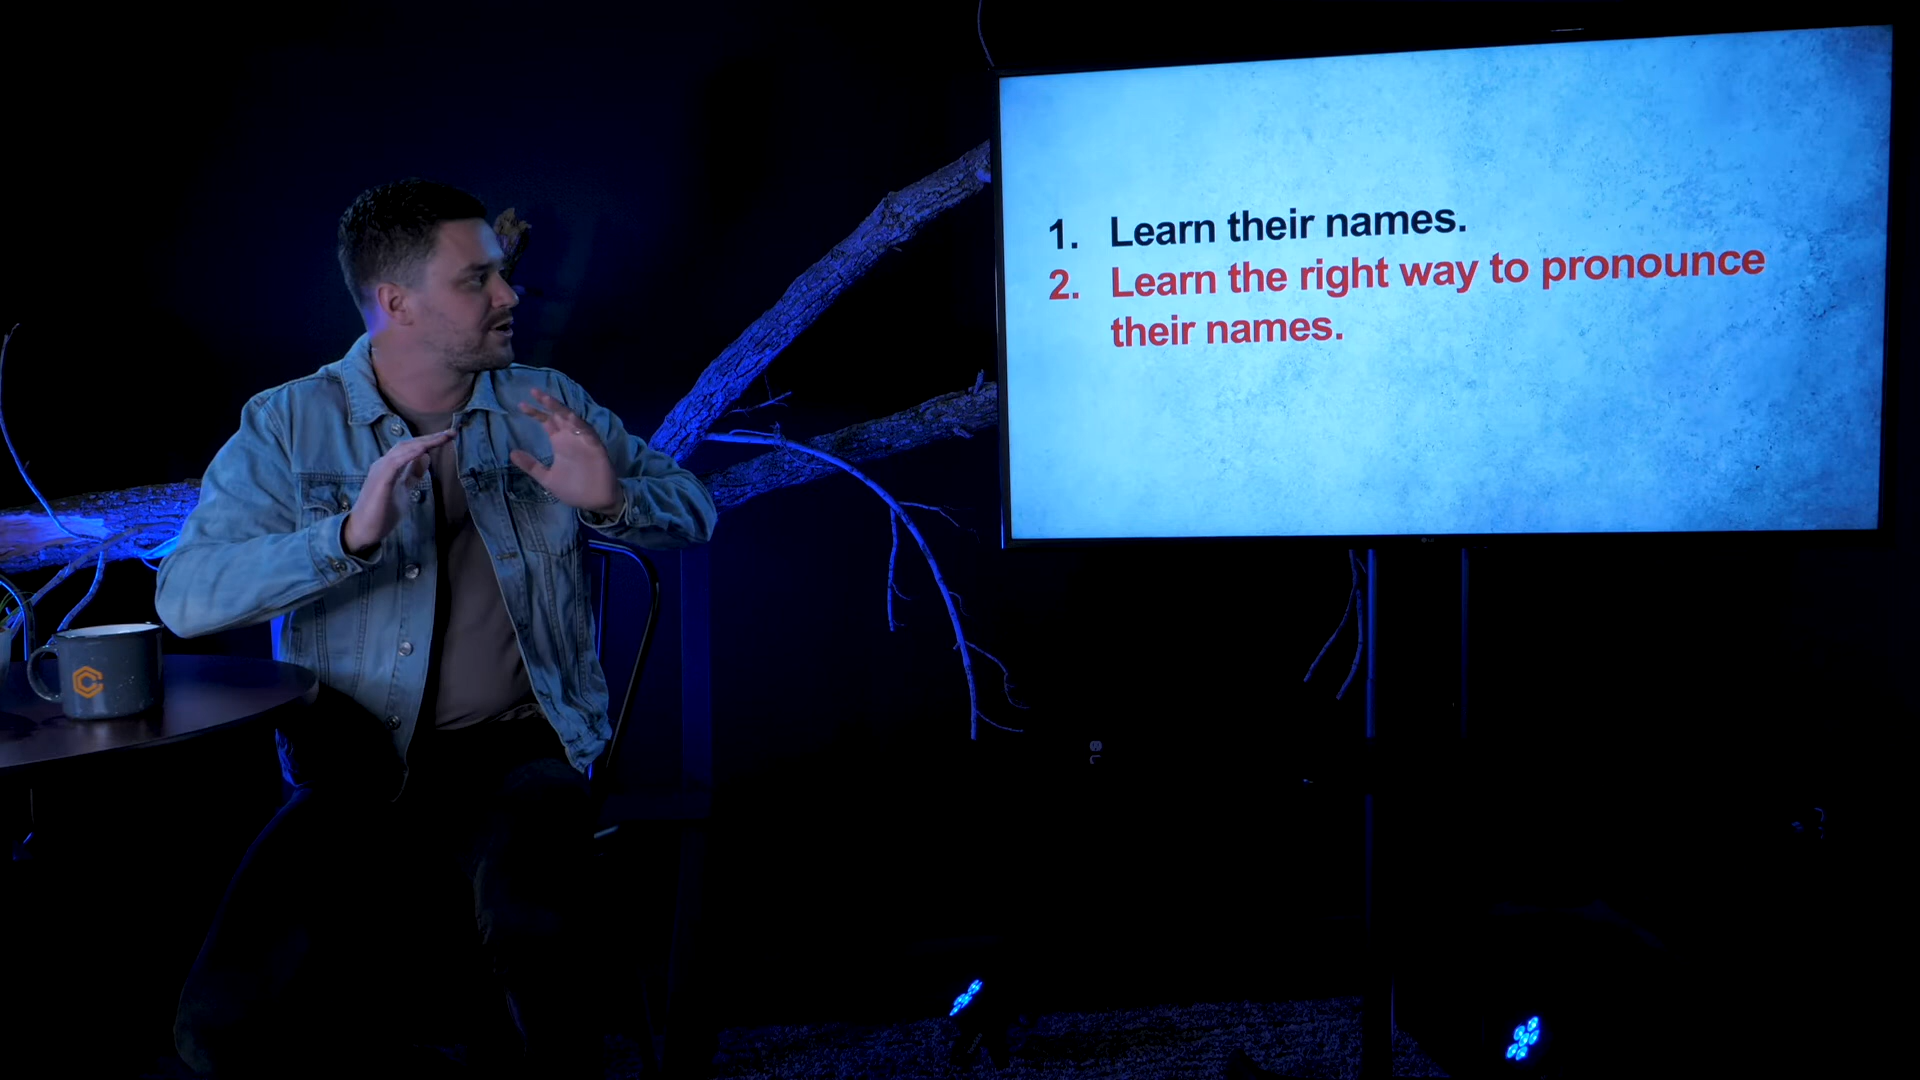 1. Learn their names.
2. Learn the right way to pronounce
their names.